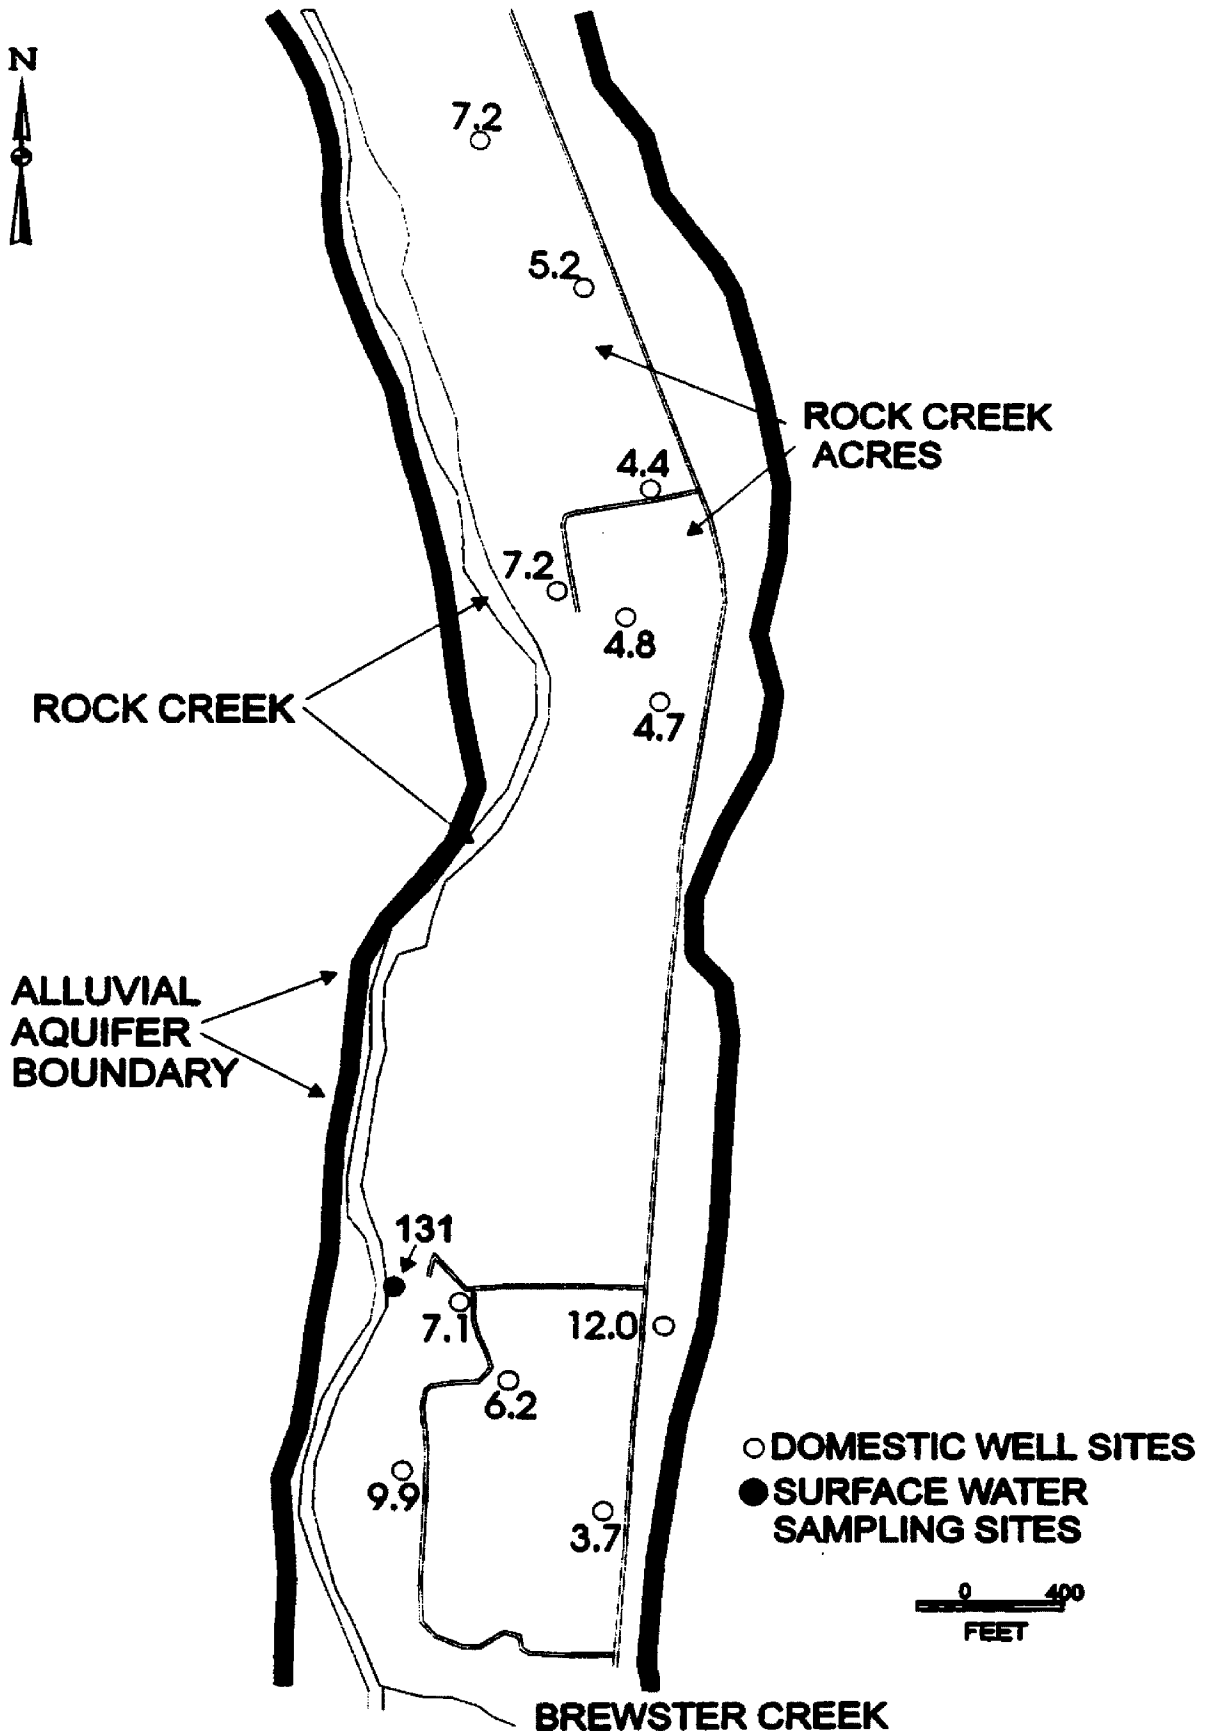 N
7.2
5.2
ROCK CREEK
ACRES
4.4
7.2
4.8
ROCK CREEK
4.7
ALLUVIAL
AQUIFER
BOUNDARY
131
7.1
12.0
6.2
DOMESTIC WELL SITES
9.9
SURFACE WATER
SAMPLING SITES
3.7
0 400
FEET
BREWSTER CREEK